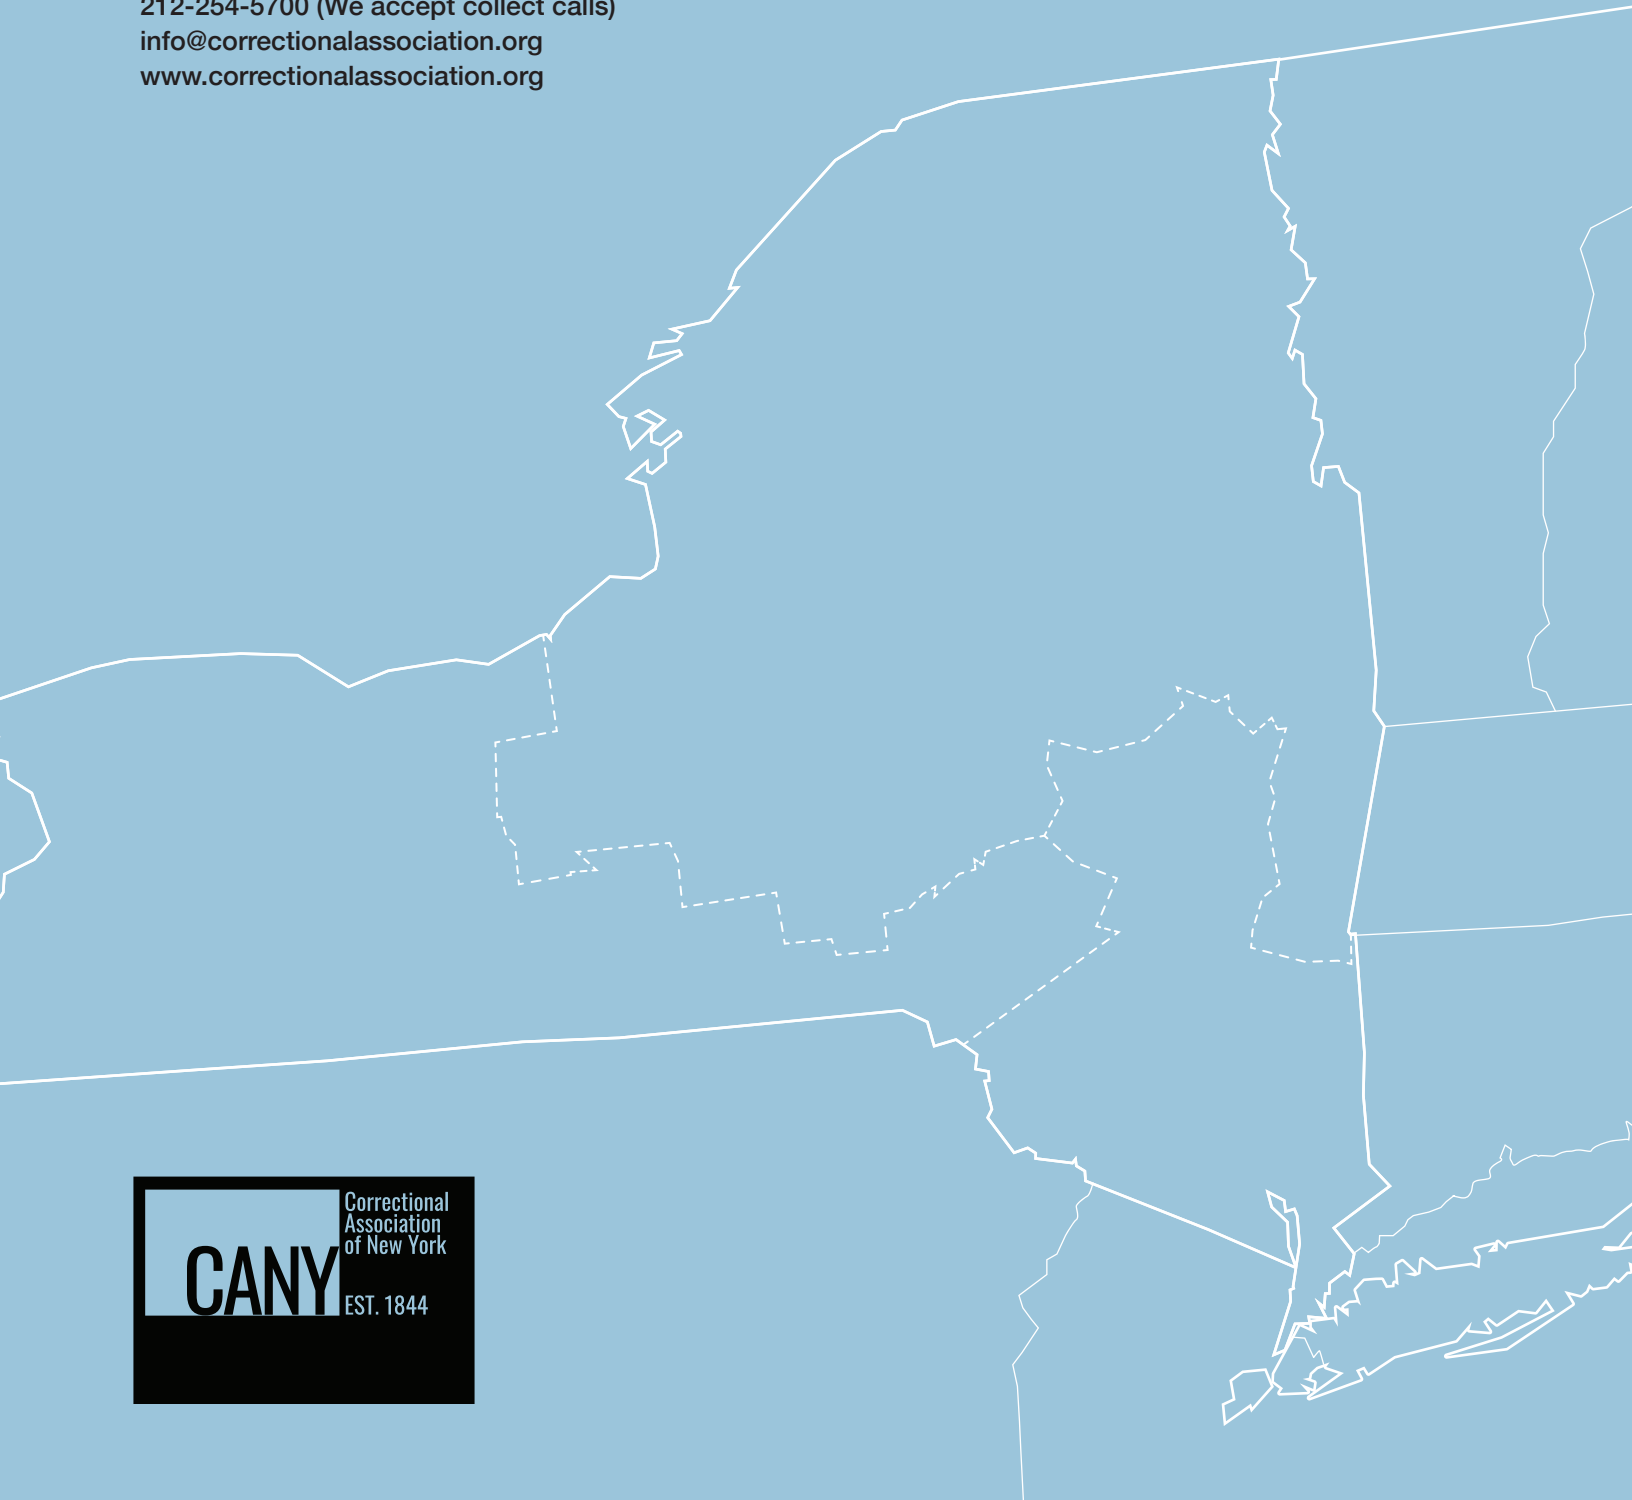 212-254-5700 (We accept collect calls)
info@correctionalassociation.org
www.correctionalassociation.org
Correctional
Association
of New York
CANY
EST. 1844